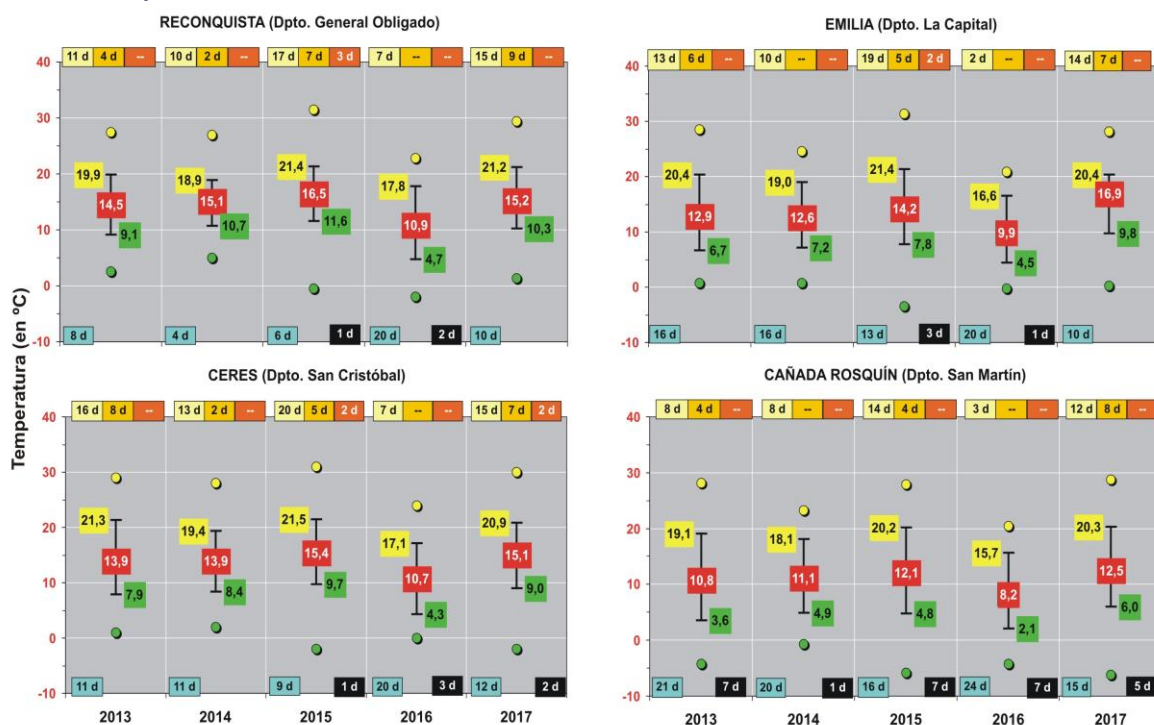 RECONQUISTA (Dpto. General Obligado)
11 d 4 d -- 10 d 2 d -- 17 d 7 d 3 d 7 d -- -- 15 d 9 d --
40
30
20
10
0
-10
19,9 14,5 9,1
18,9 15,1 10,7
21,4 16,5 11,6
17,8 10,9 4,7
21,2 15,2 10,3
8 d 4 d 6 d 1 d 20 d 2 d 10 d
EMILIA (Dpto. La Capital)
13 d 6 d -- 10 d -- -- 19 d 5 d 2 d 2 d -- -- 14 d 7 d --
40
30
20
10
0
-10
20,4 12,9 6,7
19,0 12,6 7,2
21,4 14,2 7,8
16,6 9,9 4,5
20,4 16,9 9,8
16 d 16 d 13 d 3 d 20 d 1 d 10 d
Temperatura (en ºC)
CERES (Dpto. San Cristóbal)
16 d 8 d -- 13 d 2 d -- 20 d 5 d 2 d 7 d -- -- 15 d 7 d 2 d
40
30
20
10
0
-10
21,3 13,9 7,9
19,4 13,9 8,4
21,5 15,4 9,7
17,1 10,7 4,3
20,9 15,1 9,0
11 d 11 d 9 d 1 d 20 d 3 d 12 d 2 d
2013 2014 2015 2016 2017
CAÑADA ROSQUÍN (Dpto. San Martín)
8 d 4 d -- 8 d -- -- 14 d 4 d -- 3 d -- -- 12 d 8 d --
40
30
20
10
0
-10
19,1 10,8 3,6
18,1 11,1 4,9
20,2 12,1 4,8
15,7 8,2 2,1
20,3 12,5 6,0
21 d 7 d 20 d 1 d 16 d 7 d 24 d 7 d 15 d 5 d
2013 2014 2015 2016 2017